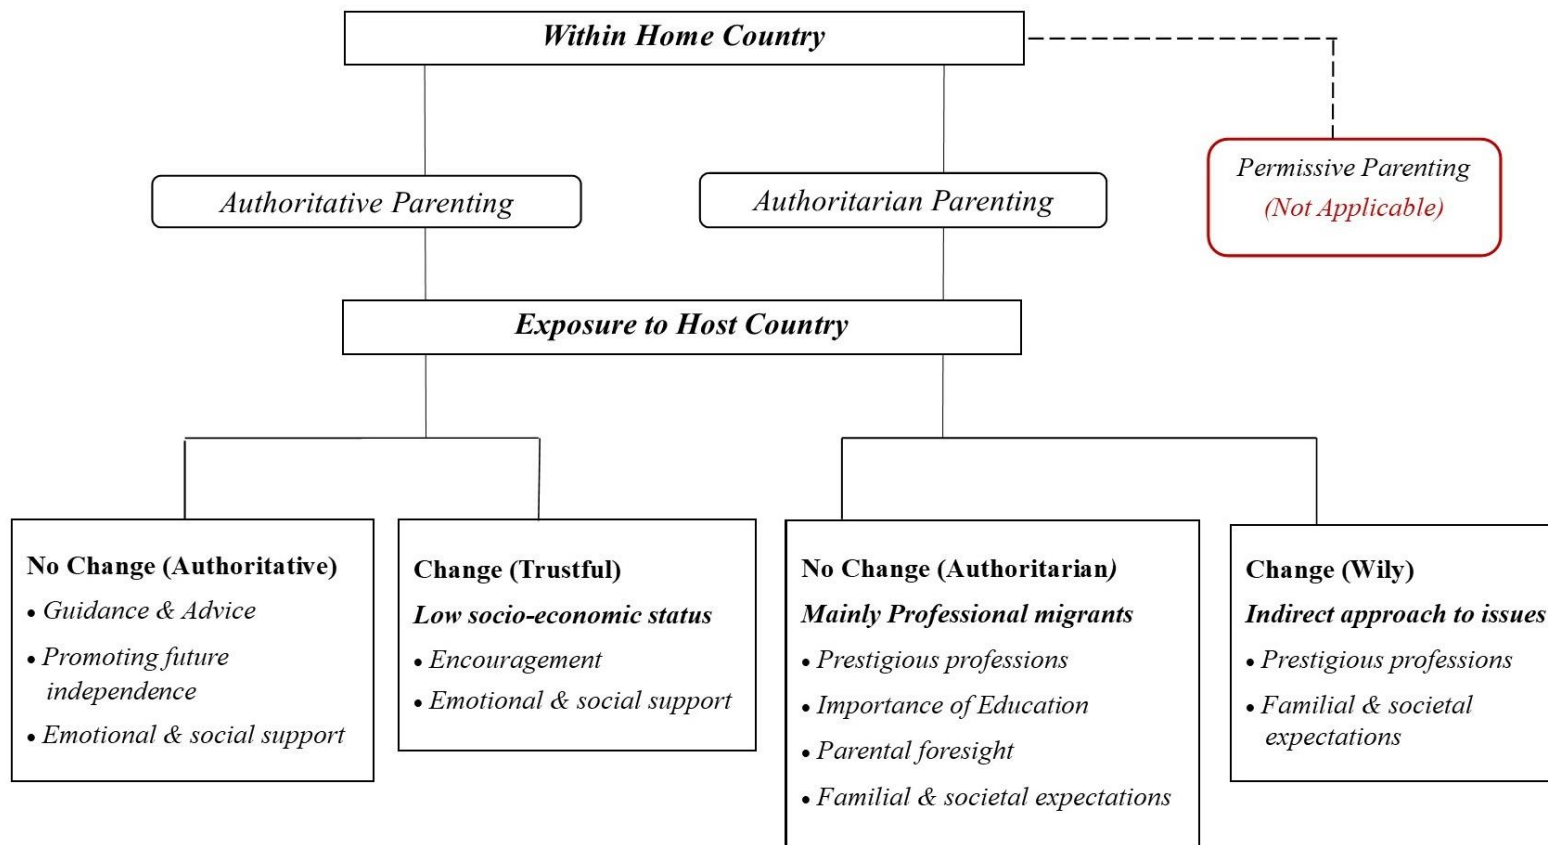 Within Home Country
Permissive Parenting
(Not Applicable)
Authoritative Parenting
Authoritarian Parenting
Exposure to Host Country
No Change (Authoritative)
• Guidance & Advice
• Promoting future
independence
• Emotional & social support
Change (Trustful)
Low socio-economic status
• Encouragement
• Emotional & social support
No Change (Authoritarian)
Mainly Professional migrants
• Prestigious professions
• Importance of Education
• Parental foresight
• Familial & societal expectations
Change (Wily)
Indirect approach to issues
• Prestigious professions
• Familial & societal
expectations